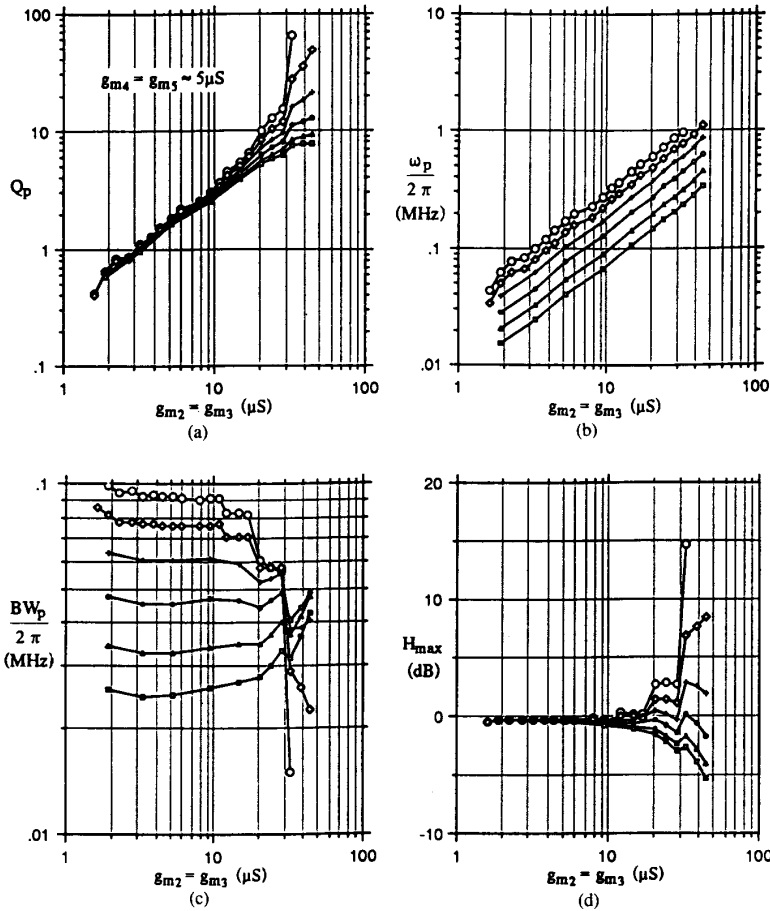 100
10
Q_p
1
.1
g_m4 = g_m5 ≈ 5μS
1 10 100
g_m2 = g_m3 (μS)
(a)
10
1
ω_p
2 π
(MHz)
.1
.01
1 10 100
g_m2 = g_m3 (μS)
(b)
.1
BW_p
2 π
(MHz)
.01
1 10 100
g_m2 = g_m3 (μS)
(c)
20
10
H_max
(dB)
0
-10
1 10 100
g_m2 = g_m3 (μS)
(d)